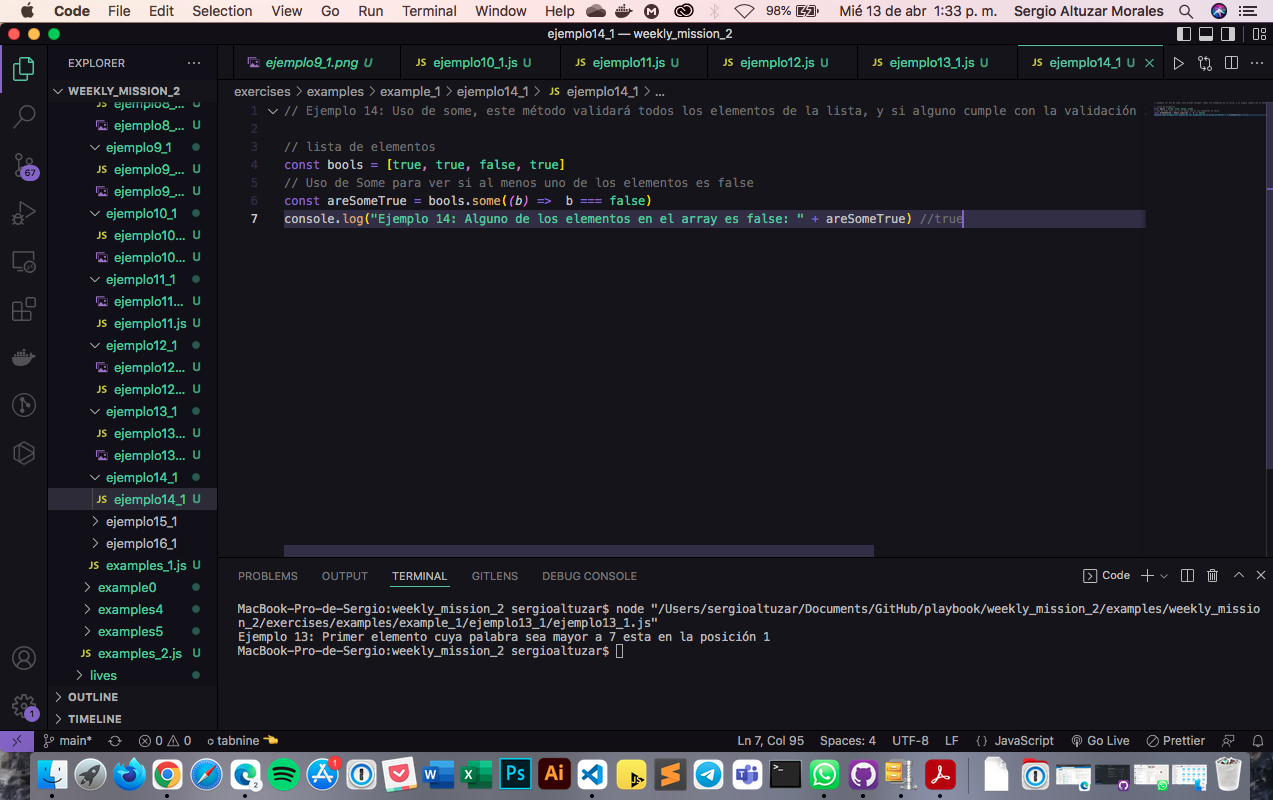 Code File Edit Selection View Go Run Terminal Window Help 98% Mié 13 de abr 1:33 p. m. Sergio Altuzar Morales
ejemplo14_1 — weekly_mission_2
EXPLORER ...
ejemplo9_1.png U JS ejemplo10_1.js U JS ejemplo11.js U JS ejemplo12.js U JS ejemplo13_1.js U JS ejemplo14_1 U
WEEKLY_MISSION_2
exercises > examples > example_1 > ejemplo14_1 > JS ejemplo14_1 > ...
JS ejemplo8_... U
ejemplo8_... U
ejemplo9_1
JS ejemplo9_... U
ejemplo9_... U
ejemplo10_1
JS ejemplo10... U
ejemplo10... U
ejemplo11_1
ejemplo11... U
JS ejemplo11.js U
ejemplo12_1
ejemplo12... U
JS ejemplo12... U
ejemplo13_1
JS ejemplo13... U
ejemplo13... U
ejemplo14_1
JS ejemplo14_1 U
ejemplo15_1
ejemplo16_1
JS examples_1.js U
example0
examples4
examples5
JS examples_2.js U
lives
OUTLINE
TIMELINE
67
1
1 // Ejemplo 14: Uso de some, este método validará todos los elementos de la lista, y si alguno cumple con la validación
2
3 // lista de elementos
4 const bools = [true, true, false, true]
5 // Uso de Some para ver si al menos uno de los elementos es false
6 const areSomeTrue = bools.some((b) => b === false)
7 console.log("Ejemplo 14: Alguno de los elementos en el array es false: " + areSomeTrue) //true
PROBLEMS OUTPUT TERMINAL GITLENS DEBUG CONSOLE Code
MacBook-Pro-de-Sergio:weekly_mission_2 sergioaltuzar$ node "/Users/sergioaltuzar/Documents/GitHub/playbook/weekly_mission_2/examples/weekly_missio
n_2/exercises/examples/example_1/ejemplo13_1/ejemplo13_1.js"
Ejemplo 13: Primer elemento cuya palabra sea mayor a 7 esta en la posición 1
MacBook-Pro-de-Sergio:weekly_mission_2 sergioaltuzar$
main* 0 0 tabnine Ln 7, Col 95 Spaces: 4 UTF-8 LF {} JavaScript Go Live Prettier
2 1 W X Ps Ai